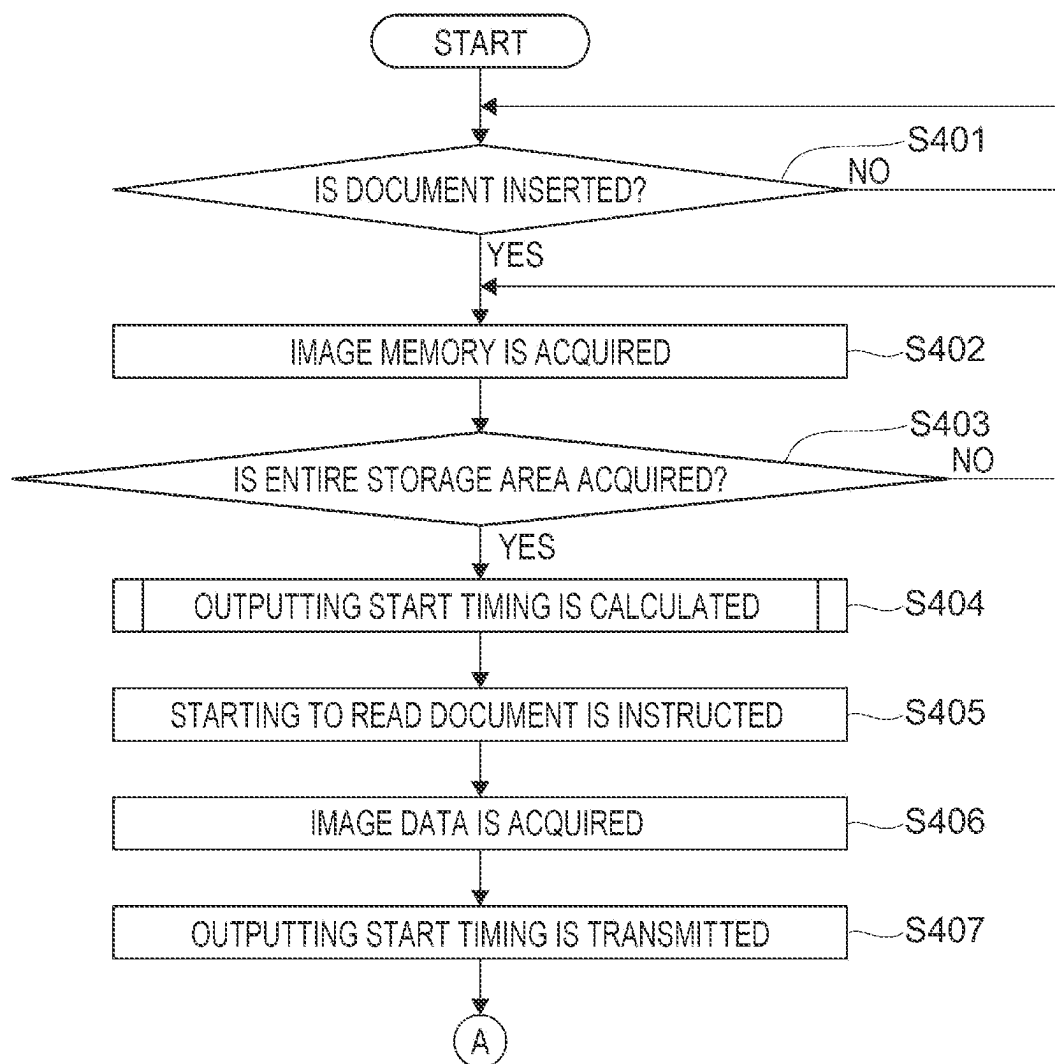 START
S401
IS DOCUMENT INSERTED?
NO
YES
IMAGE MEMORY IS ACQUIRED
S402
S403
IS ENTIRE STORAGE AREA ACQUIRED?
NO
YES
OUTPUTTING START TIMING IS CALCULATED
S404
STARTING TO READ DOCUMENT IS INSTRUCTED
S405
IMAGE DATA IS ACQUIRED
S406
OUTPUTTING START TIMING IS TRANSMITTED
S407
A